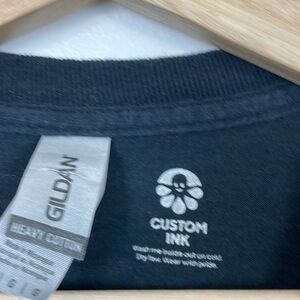 GILDAN
HEAVY COTTON
CUSTOM
INK
Wash me inside out on cold.
Dry low. Wear with pride.